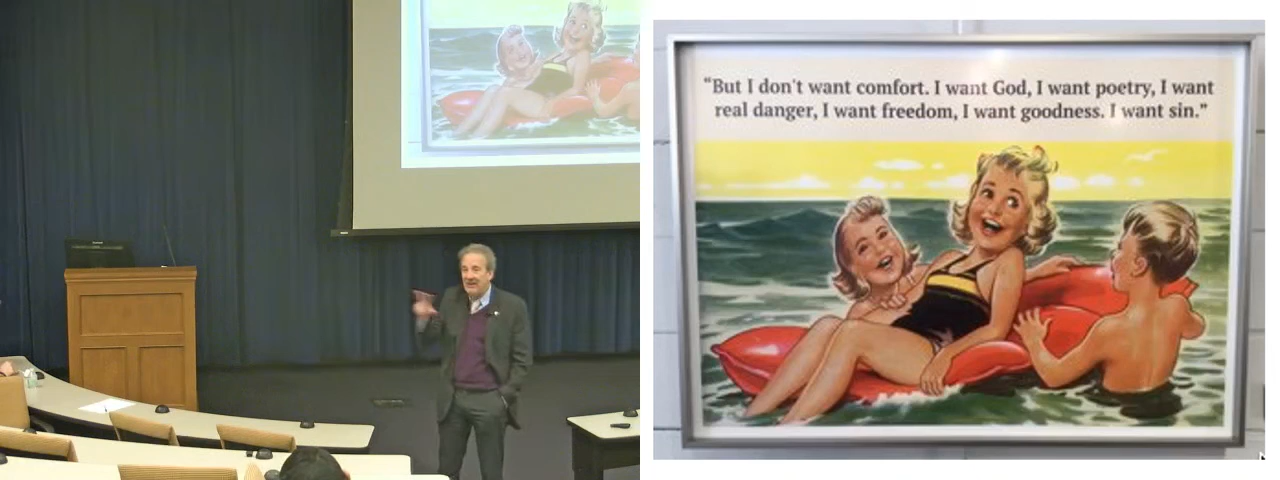 “But I don't want comfort. I want God, I want poetry, I want
real danger, I want freedom, I want goodness. I want sin.”